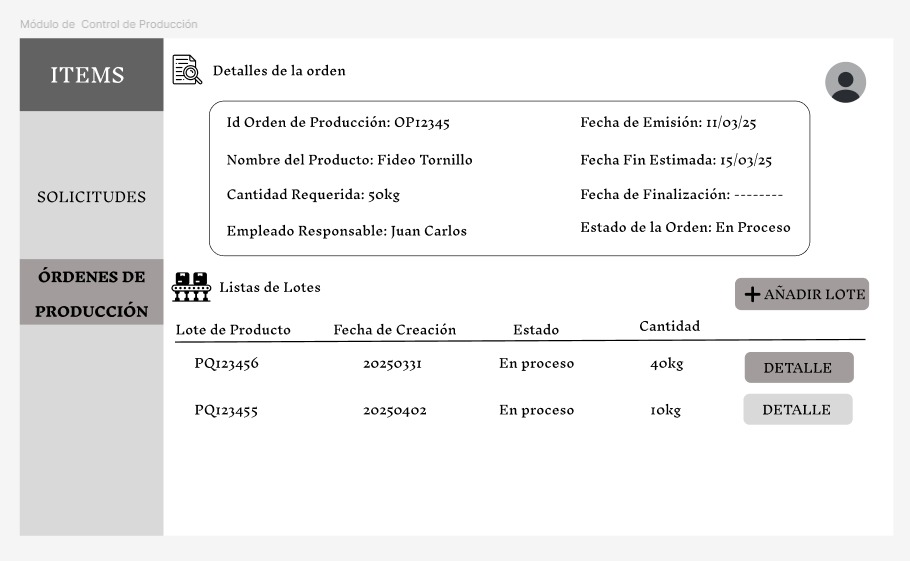 Módulo de  Control de Producción
ITEMS
Detalles de la orden
Id Orden de Producción: OP12345
Fecha de Emisión: 11/03/25
Nombre del Producto: Fideo Tornillo
Fecha Fin Estimada: 15/03/25
Cantidad Requerida: 50kg
Fecha de Finalización: --------
Empleado Responsable: Juan Carlos
Estado de la Orden: En Proceso
SOLICITUDES
ÓRDENES DE
PRODUCCIÓN
Listas de Lotes
AÑADIR LOTE
Lote de Producto Fecha de Creación Estado Cantidad
PQ123456 20250331 En proceso 40kg DETALLE
PQ123455 20250402 En proceso 10kg DETALLE